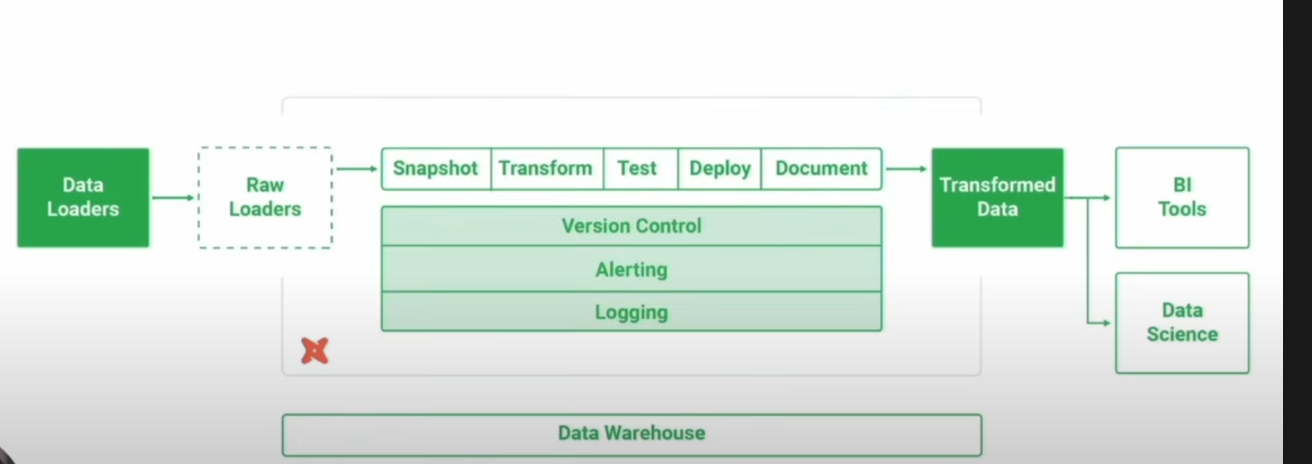 Data
Loaders
Raw
Loaders
Snapshot
Transform
Test
Deploy
Document
Version Control
Alerting
Logging
Transformed
Data
BI
Tools
Data
Science
Data Warehouse